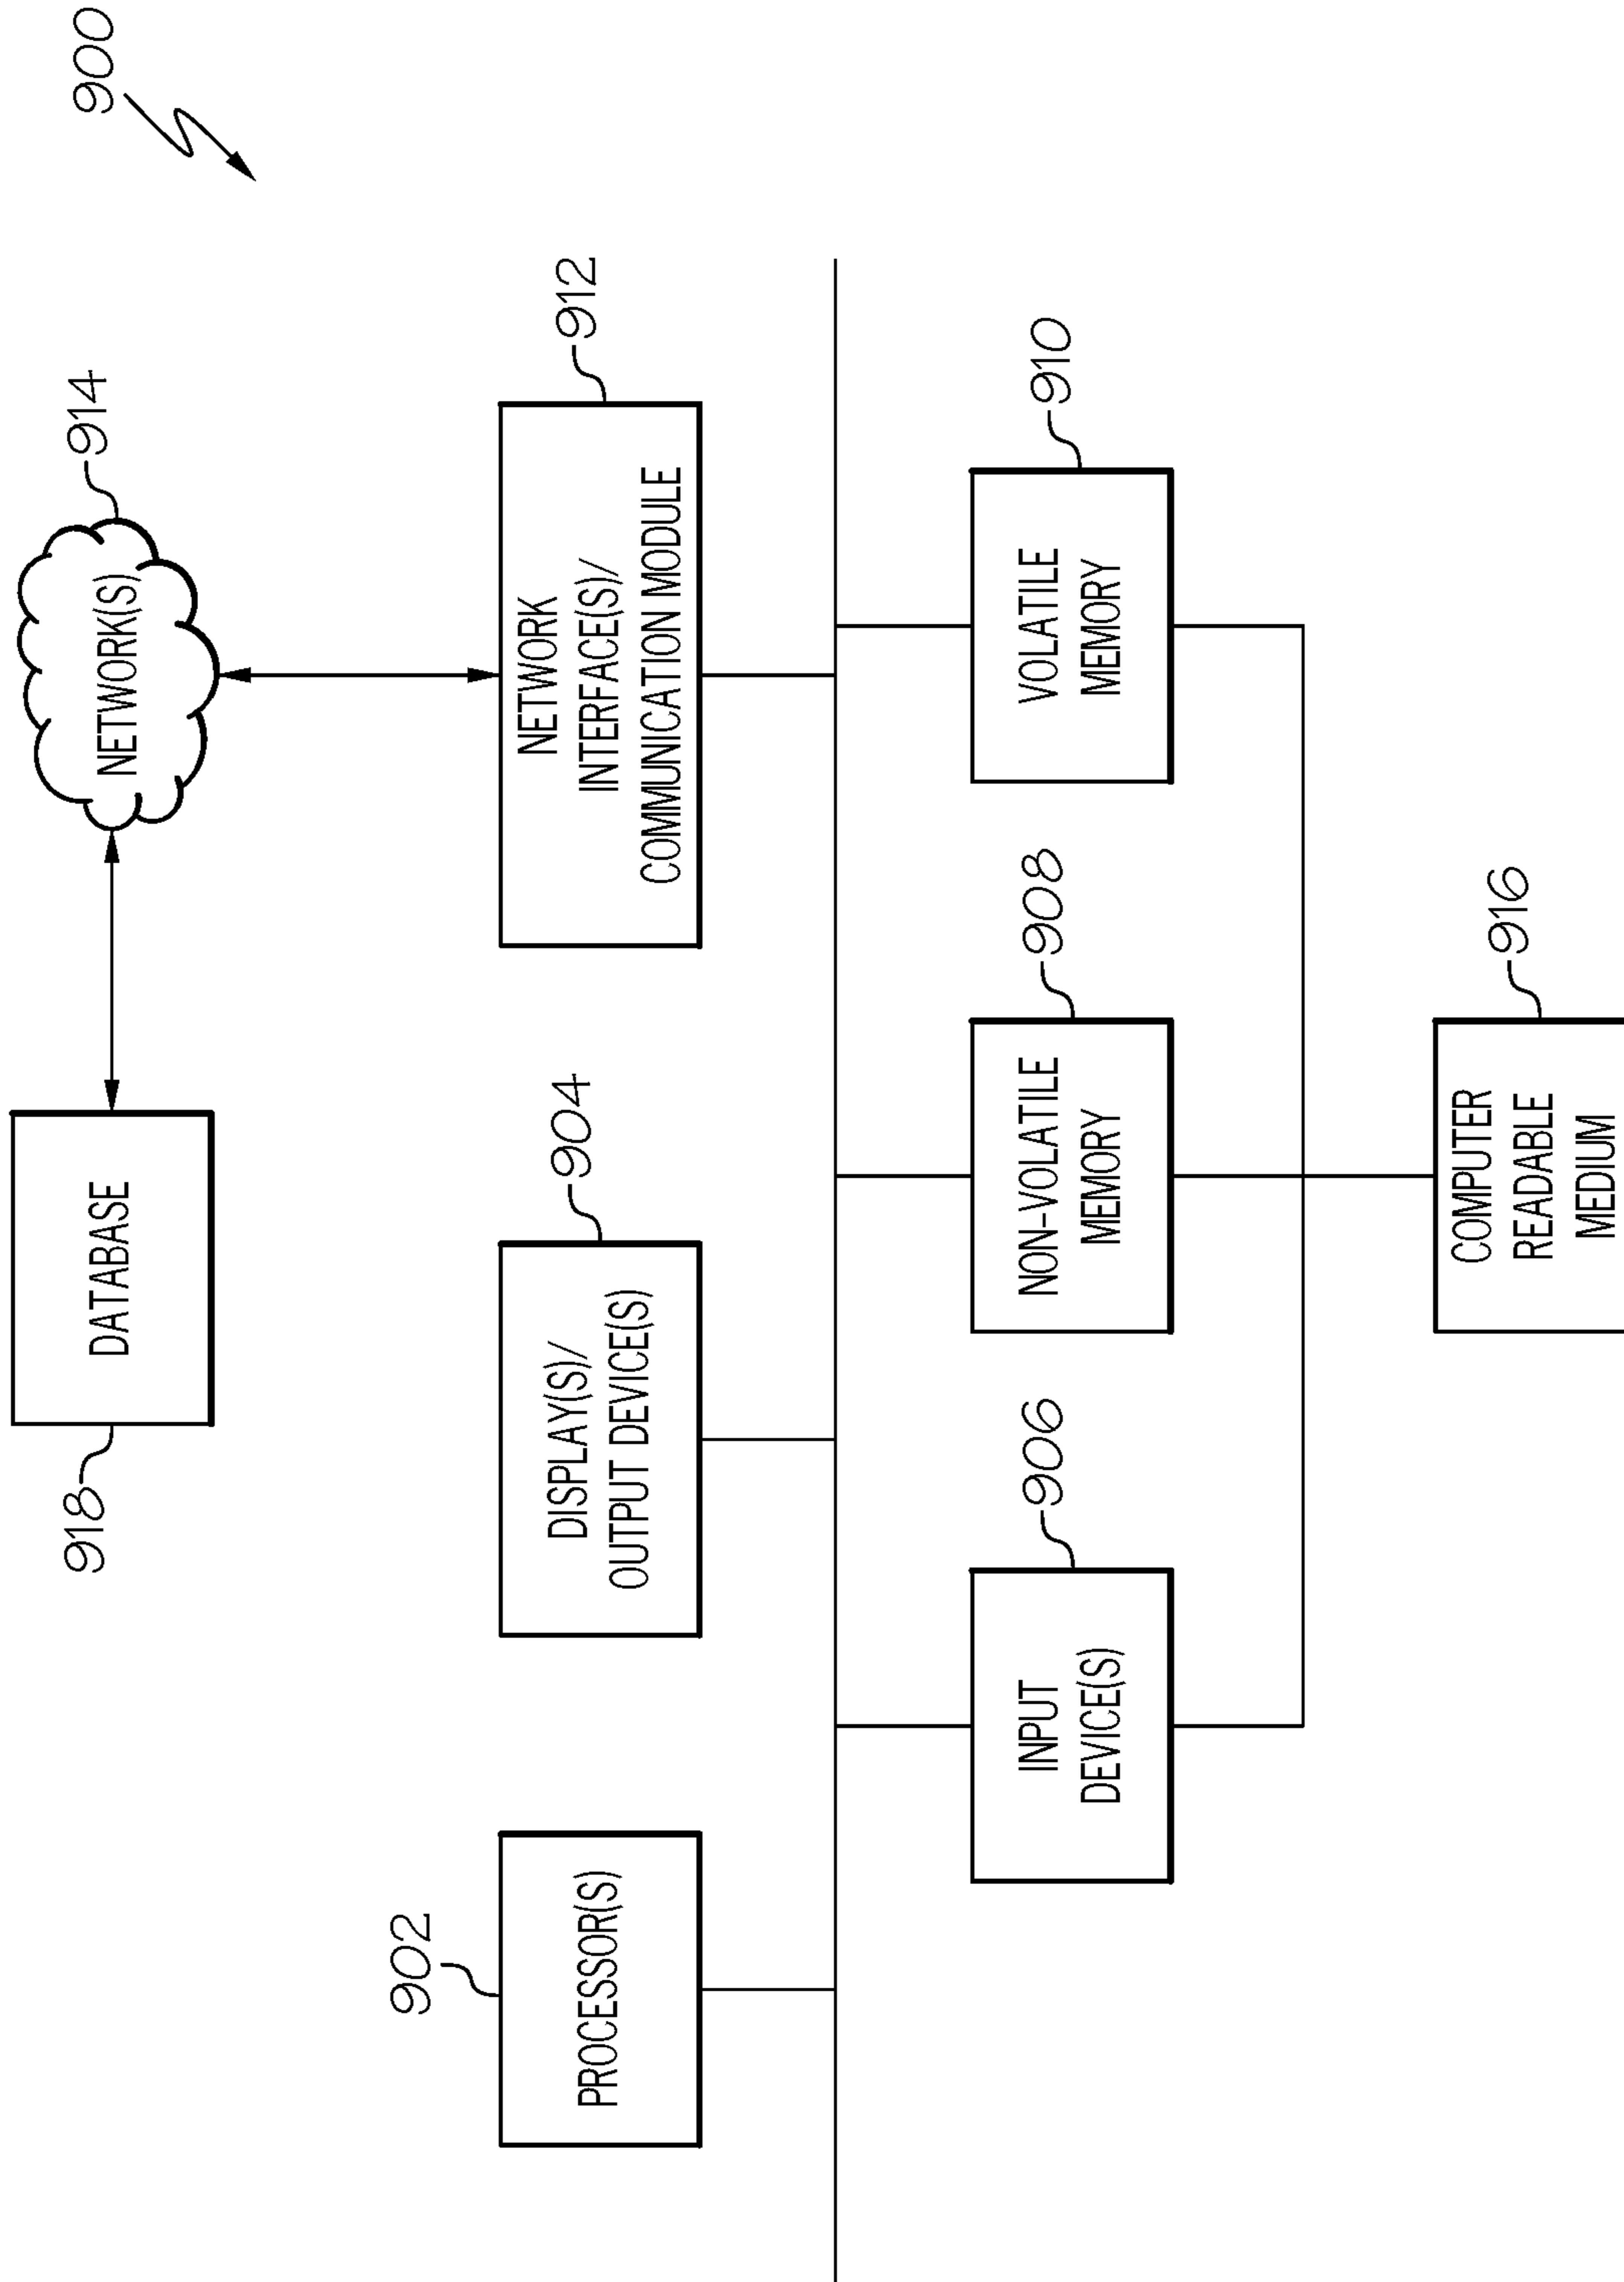 900
918
DATABASE
NETWORK(S)
914
902
PROCESSOR(S)
DISPLAY(S)/
OUTPUT DEVICE(S)
904
NETWORK
INTERFACE(S)/
COMMUNICATION MODULE
912
INPUT
DEVICE(S)
906
NON-VOLATILE
MEMORY
908
VOLATILE
MEMORY
910
COMPUTER
READABLE
MEDIUM
916